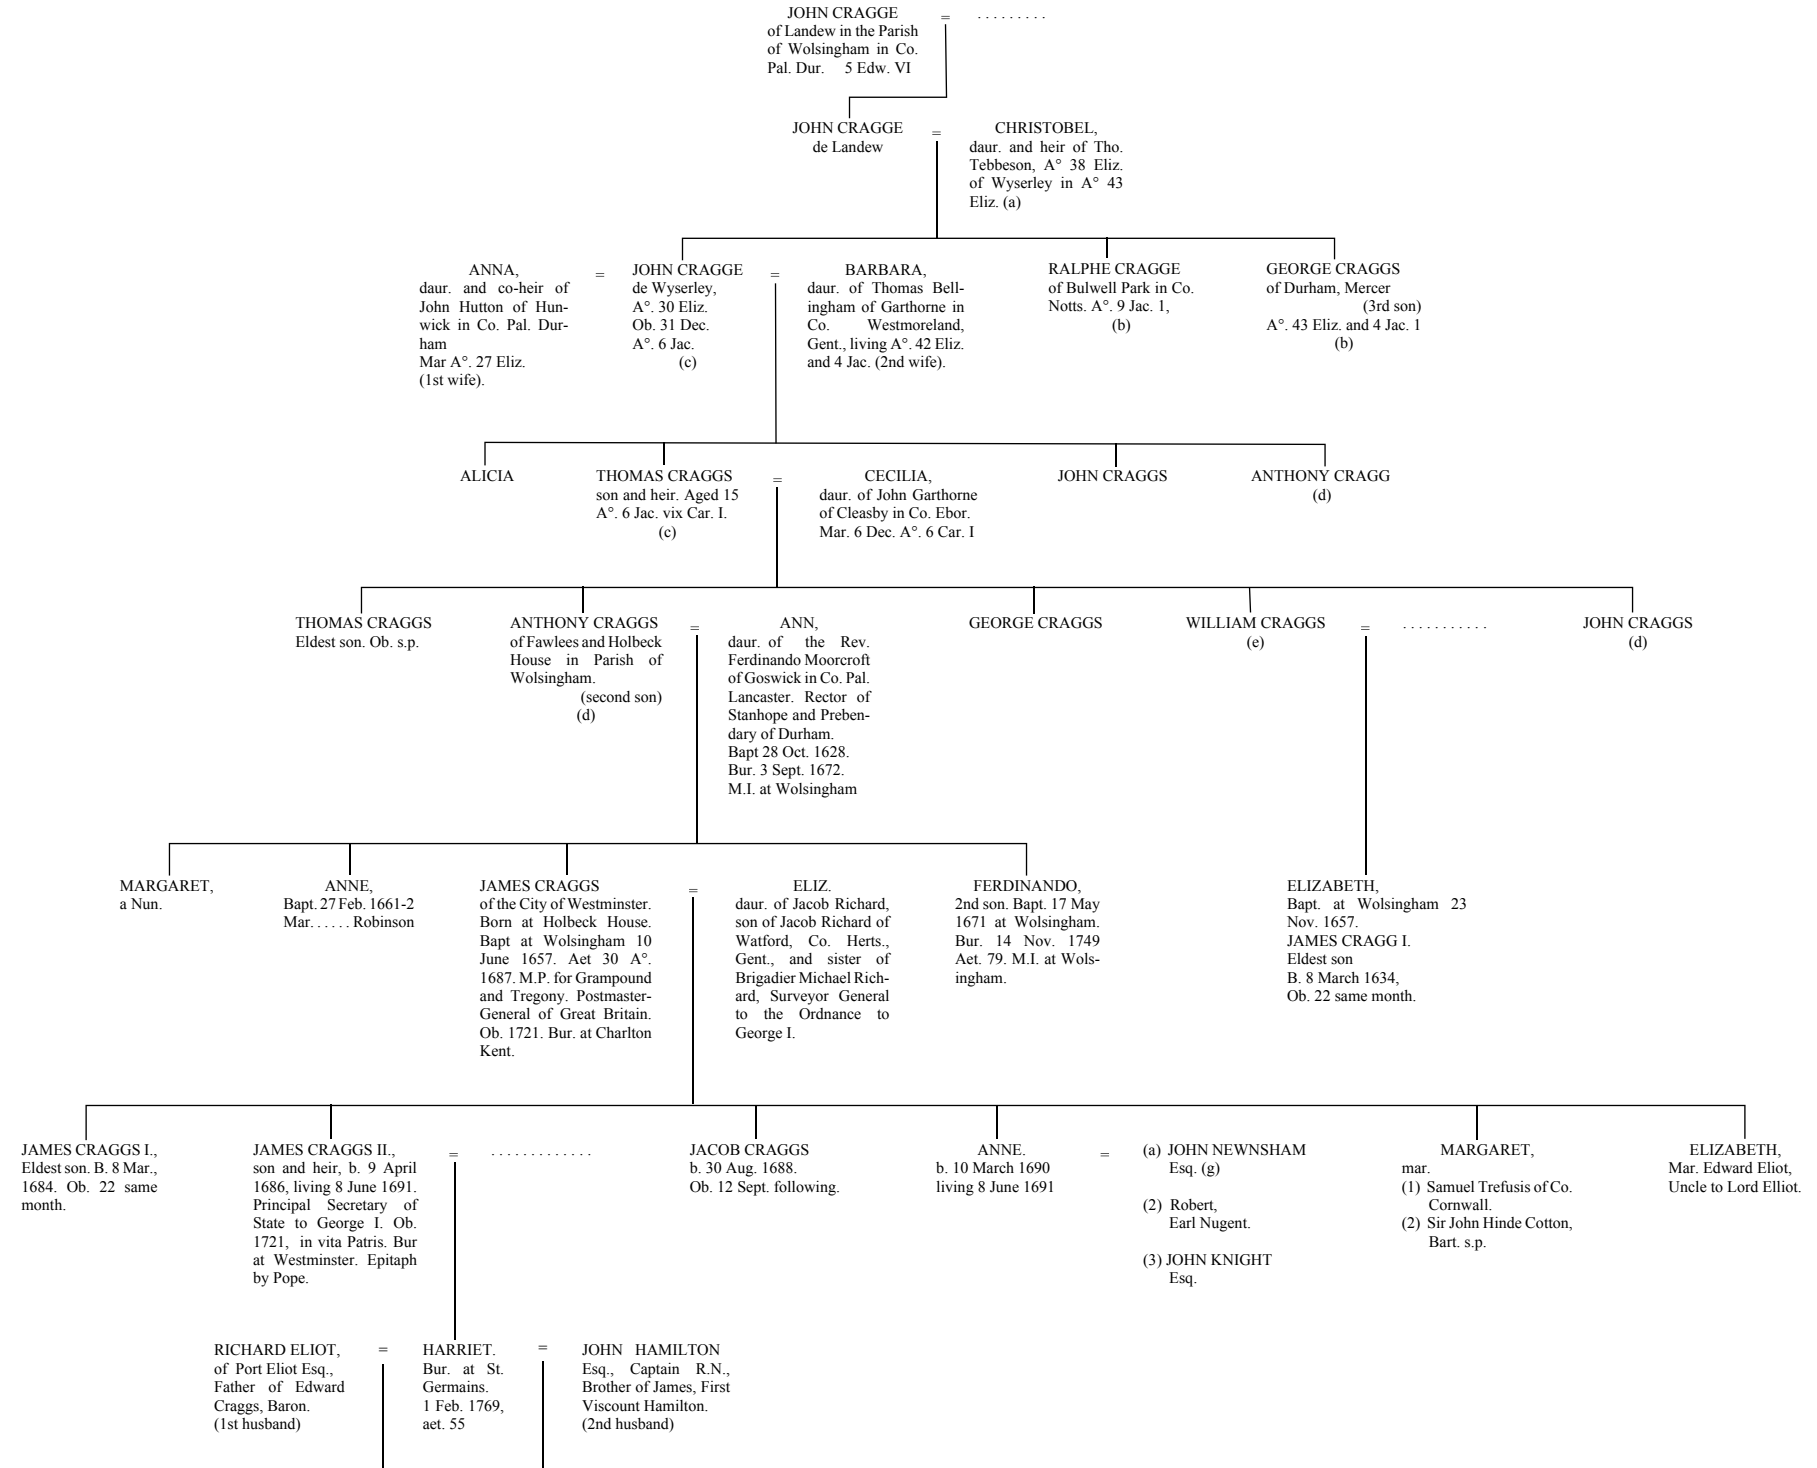 JOHN CRAGGE
of Landew in the Parish
of Wolsingham in Co.
Pal. Dur. 5 Edw. VI
=
. . . . . . . . .
JOHN CRAGGE
de Landew
=
CHRISTOBEL,
daur. and heir of Tho.
Tebbeson, A° 38 Eliz.
of Wyserley in A° 43
Eliz. (a)
ANNA,
daur. and co-heir of
John Hutton of Hun-
wick in Co. Pal. Dur-
ham
Mar A°. 27 Eliz.
(1st wife).
=
JOHN CRAGGE
de Wyserley,
A°. 30 Eliz.
Ob. 31 Dec.
A°. 6 Jac.
(c)
=
BARBARA,
daur. of Thomas Bell-
ingham of Garthorne in
Co. Westmoreland,
Gent., living A°. 42 Eliz.
and 4 Jac. (2nd wife).
RALPHE CRAGGE
of Bulwell Park in Co.
Notts. A°. 9 Jac. 1,
(b)
GEORGE CRAGGS
of Durham, Mercer
(3rd son)
A°. 43 Eliz. and 4 Jac. 1
(b)
ALICIA
THOMAS CRAGGS
son and heir. Aged 15
A°. 6 Jac. vix Car. I.
(c)
=
CECILIA,
daur. of John Garthorne
of Cleasby in Co. Ebor.
Mar. 6 Dec. A°. 6 Car. I
JOHN CRAGGS
ANTHONY CRAGG
(d)
THOMAS CRAGGS
Eldest son. Ob. s.p.
ANTHONY CRAGGS
of Fawlees and Holbeck
House in Parish of
Wolsingham.
(second son)
(d)
=
ANN,
daur. of the Rev.
Ferdinando Moorcroft
of Goswick in Co. Pal.
Lancaster. Rector of
Stanhope and Preben-
dary of Durham.
Bapt 28 Oct. 1628.
Bur. 3 Sept. 1672.
M.I. at Wolsingham
GEORGE CRAGGS
WILLIAM CRAGGS
(e)
=
. . . . . . . . . . .
JOHN CRAGGS
(d)
MARGARET,
a Nun.
ANNE,
Bapt. 27 Feb. 1661-2
Mar. . . . . . Robinson
JAMES CRAGGS
of the City of Westminster.
Born at Holbeck House.
Bapt at Wolsingham 10
June 1657. Aet 30 A°.
1687. M.P. for Grampound
and Tregony. Postmaster-
General of Great Britain.
Ob. 1721. Bur. at Charlton
Kent.
=
ELIZ.
daur. of Jacob Richard,
son of Jacob Richard of
Watford, Co. Herts.,
Gent., and sister of
Brigadier Michael Rich-
ard, Surveyor General
to the Ordnance to
George I.
FERDINANDO,
2nd son. Bapt. 17 May
1671 at Wolsingham.
Bur. 14 Nov. 1749
Aet. 79. M.I. at Wols-
ingham.
ELIZABETH,
Bapt. at Wolsingham 23
Nov. 1657.
JAMES CRAGG I.
Eldest son
B. 8 March 1634,
Ob. 22 same month.
JAMES CRAGGS I.,
Eldest son. B. 8 Mar.,
1684. Ob. 22 same
month.
JAMES CRAGGS II.,
son and heir, b. 9 April
1686, living 8 June 1691.
Principal Secretary of
State to George I. Ob.
1721, in vita Patris. Bur
at Westminster. Epitaph
by Pope.
=
. . . . . . . . . . . . .
JACOB CRAGGS
b. 30 Aug. 1688.
Ob. 12 Sept. following.
ANNE.
b. 10 March 1690
living 8 June 1691
=
(a) JOHN NEWNSHAM
Esq. (g)
(2) Robert,
Earl Nugent.
(3) JOHN KNIGHT
Esq.
MARGARET,
mar.
(1) Samuel Trefusis of Co.
Cornwall.
(2) Sir John Hinde Cotton,
Bart. s.p.
ELIZABETH,
Mar. Edward Eliot,
Uncle to Lord Elliot.
RICHARD ELIOT,
of Port Eliot Esq.,
Father of Edward
Craggs, Baron.
(1st husband)
=
HARRIET.
Bur. at St.
Germains.
1 Feb. 1769,
aet. 55
=
JOHN HAMILTON
Esq., Captain R.N.,
Brother of James, First
Viscount Hamilton.
(2nd husband)